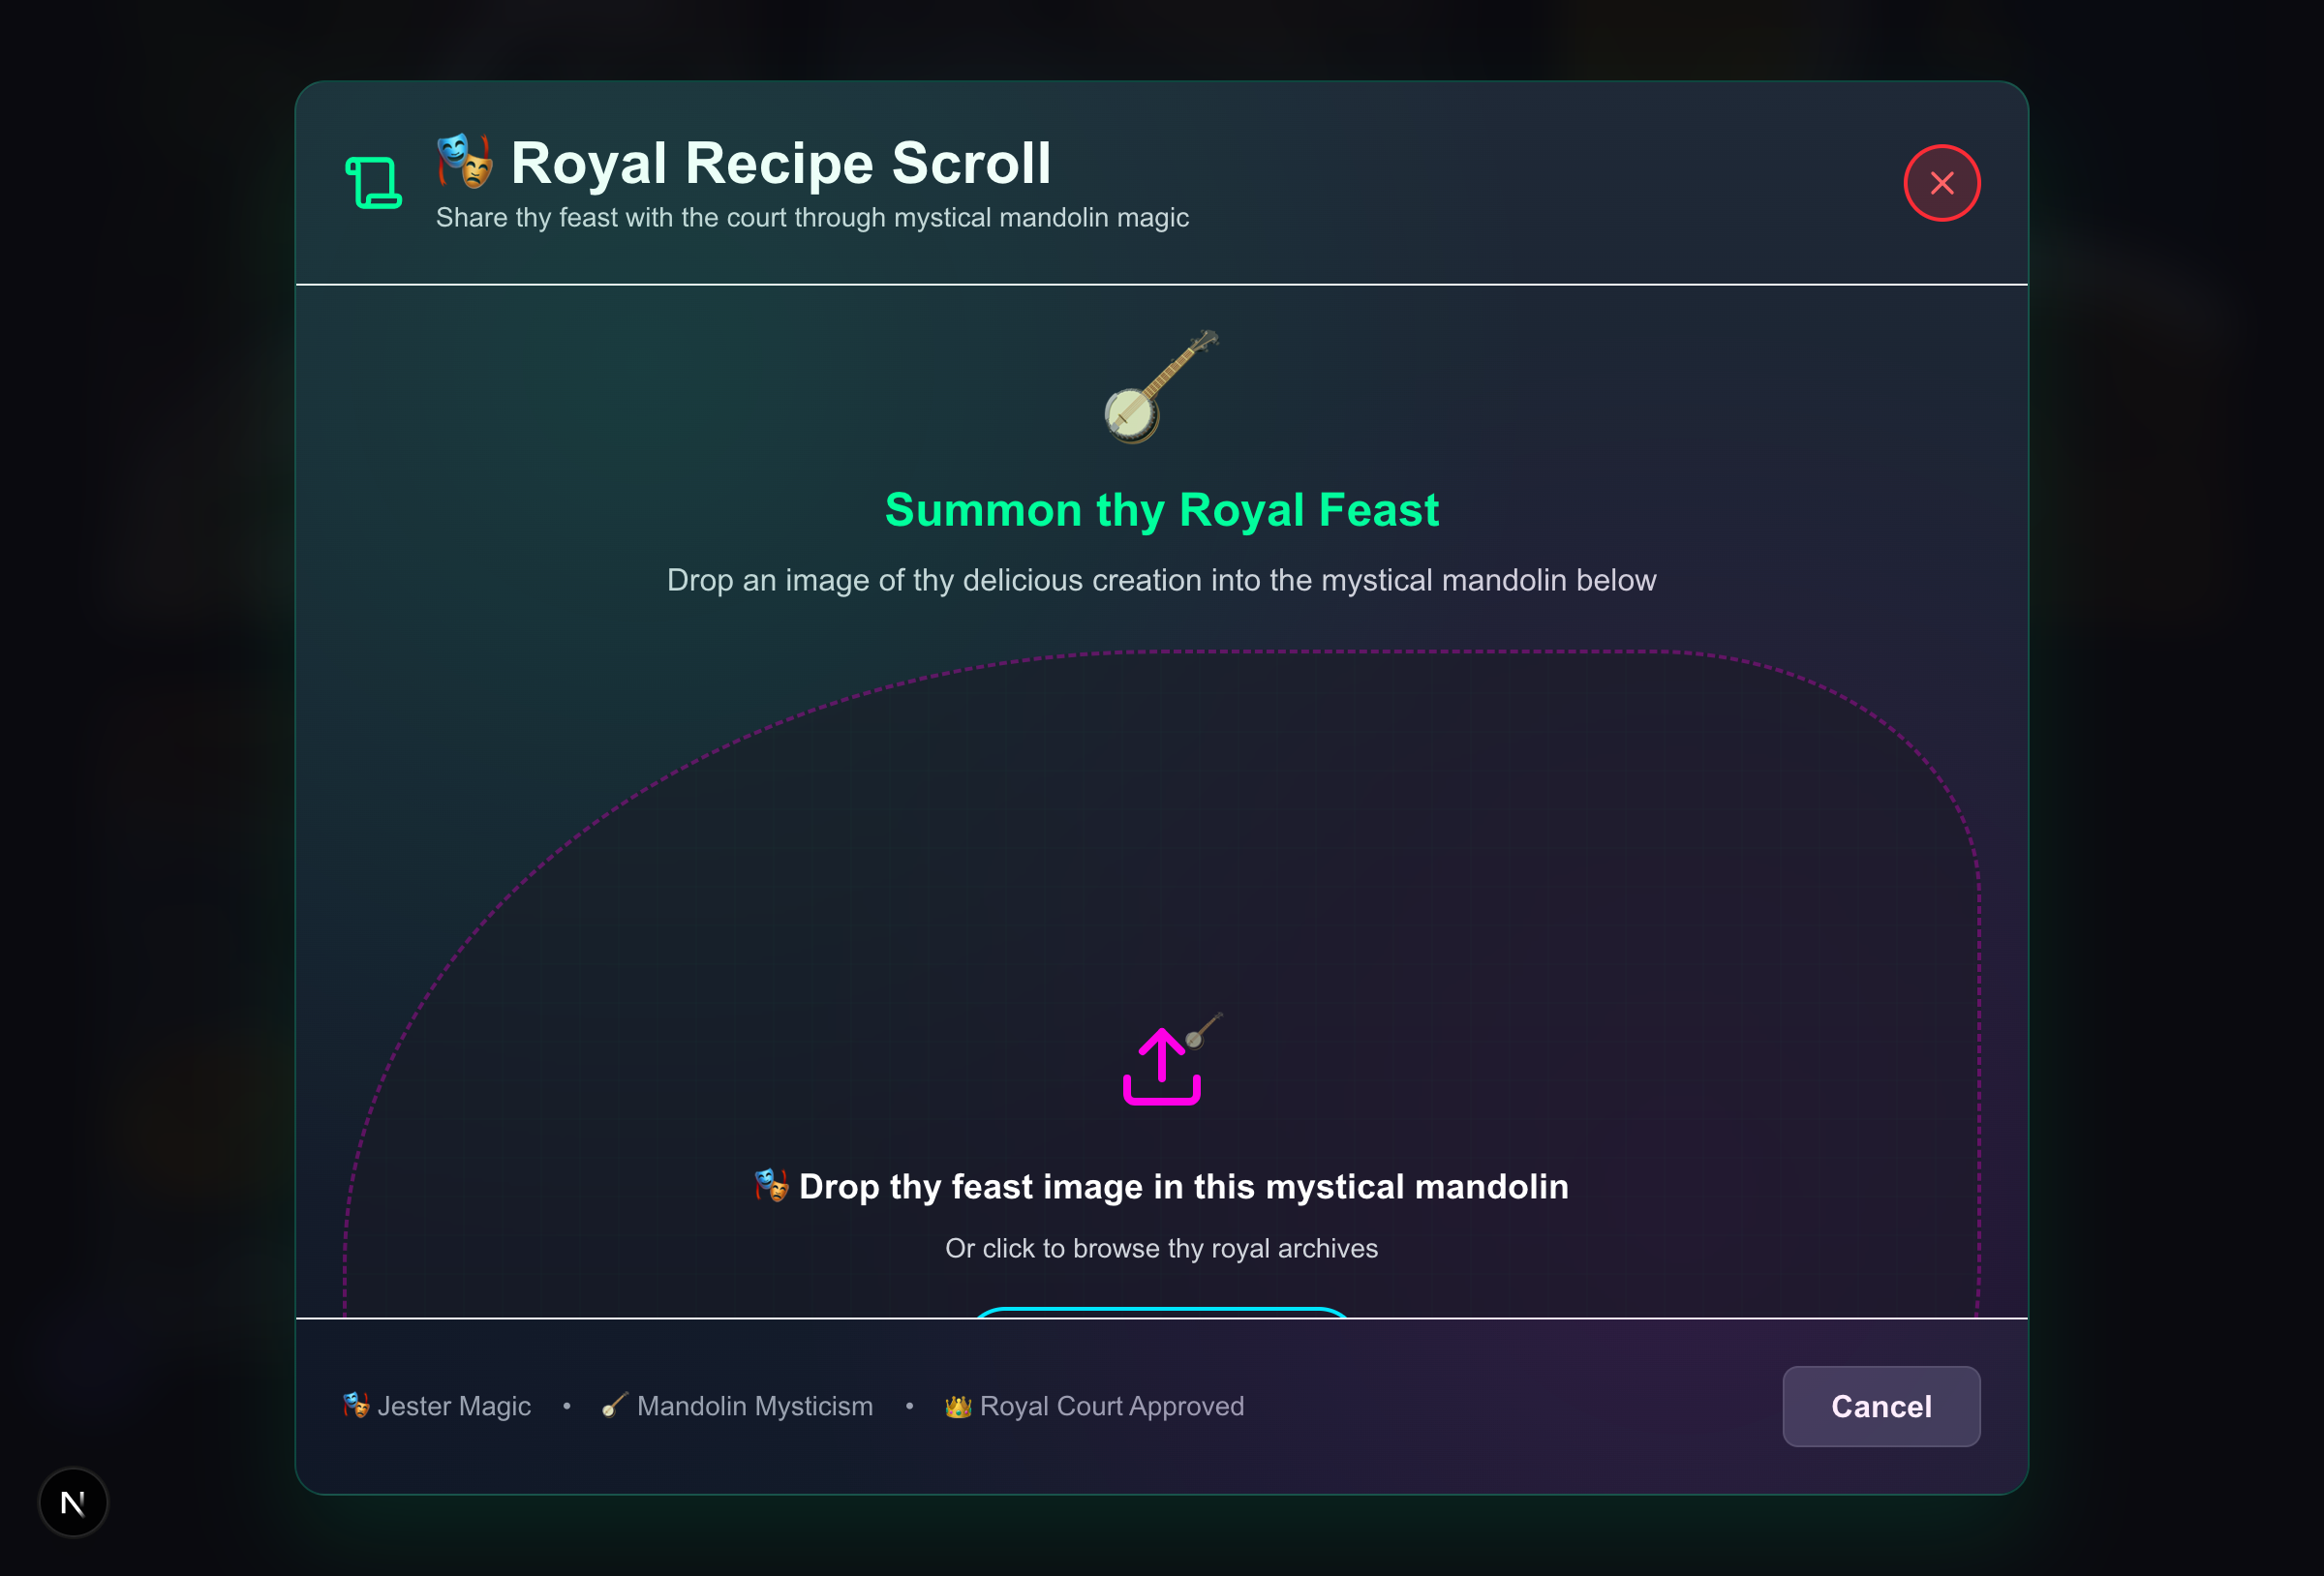 🎭 Royal Recipe Scroll
Share thy feast with the court through mystical mandolin magic
Summon thy Royal Feast
Drop an image of thy delicious creation into the mystical mandolin below
🎭 Drop thy feast image in this mystical mandolin
Or click to browse thy royal archives
🎭 Jester Magic • 🪕 Mandolin Mysticism • 👑 Royal Court Approved
Cancel
N